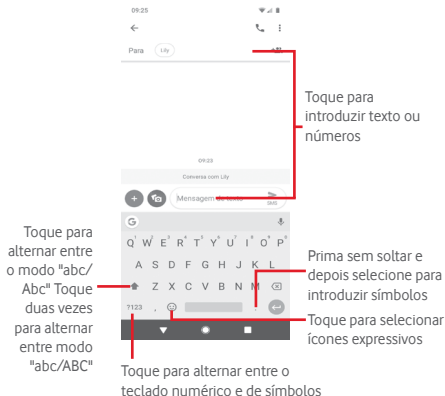 09:25
Para Lily
09:23
Conversa com Lily
Mensagem de texto
SMS
G
Q W E R T Y U I O P
A S D F G H J K L
Z X C V B N M
?123 , .
Toque para
introduzir texto ou
números
Toque para
alternar entre
o modo "abc/
Abc" Toque
duas vezes
para alternar
entre modo
"abc/ABC"
Prima sem soltar e
depois selecione para
introduzir símbolos
Toque para selecionar
ícones expressivos
Toque para alternar entre o
teclado numérico e de símbolos